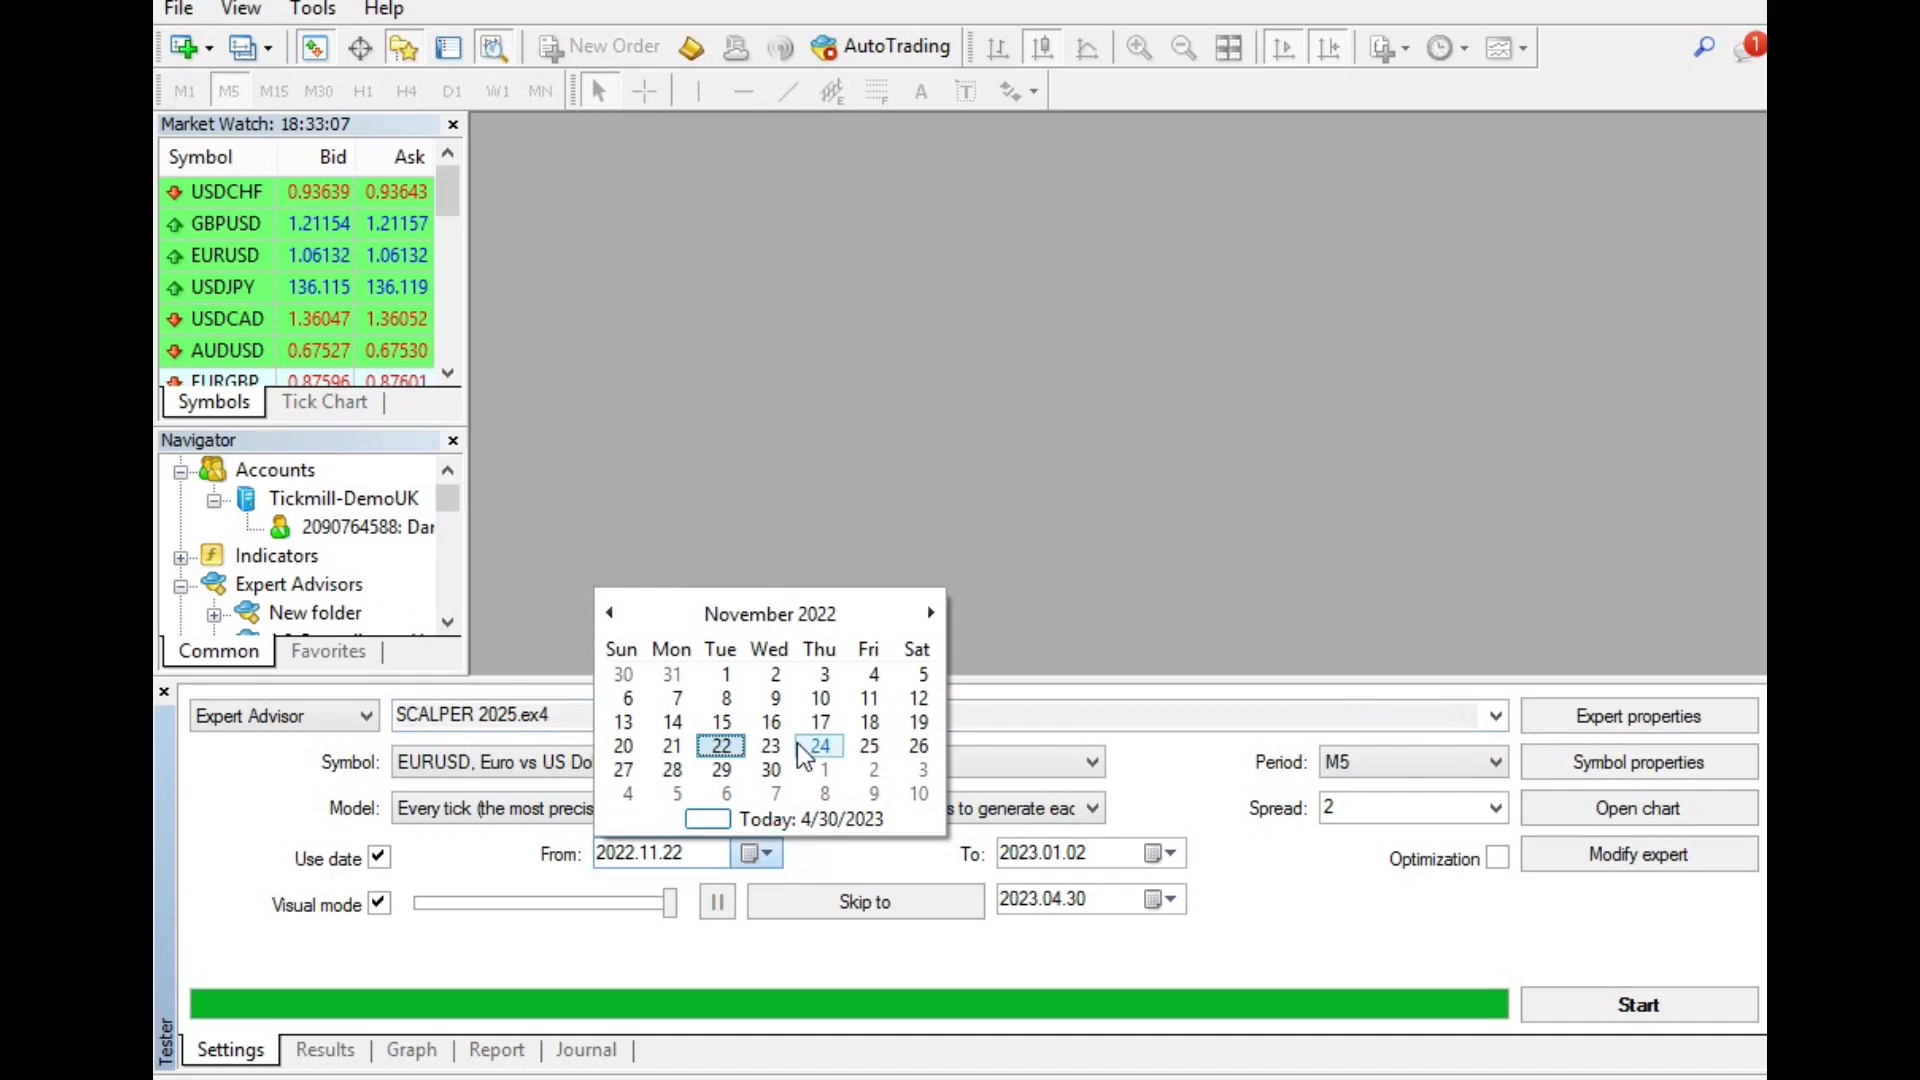 File View Tools Help
New Order AutoTrading 1
M1 M5 M15 M30 H1 H4 D1 W1 MN E F A T
Market Watch: 18:33:07
Symbol Bid Ask
USDCHF 0.93639 0.93643
GBPUSD 1.21154 1.21157
EURUSD 1.06132 1.06132
USDJPY 136.115 136.119
USDCAD 1.36047 1.36052
AUDUSD 0.67527 0.67530
EURGBP 0.87596 0.87601
Symbols Tick Chart
Navigator
Accounts
Tickmill-DemoUK
2090764588: Dar
Indicators
Expert Advisors
New folder
Common Favorites
November 2022
Sun Mon Tue Wed Thu Fri Sat
30 31 1 2 3 4 5
6 7 8 9 10 11 12
13 14 15 16 17 18 19
20 21 22 23 24 25 26
27 28 29 30 1 2 3
4 5 6 7 8 9 10
Today: 4/30/2023
Expert Advisor SCALPER 2025.ex4 Expert properties
Symbol: EURUSD, Euro vs US Do Period: M5 Symbol properties
Model: Every tick (the most precis s to generate eac Spread: 2 Open chart
Use date From: 2022.11.22 To: 2023.01.02 Optimization Modify expert
Visual mode Skip to 2023.04.30
Start
Tester
Settings Results Graph Report Journal